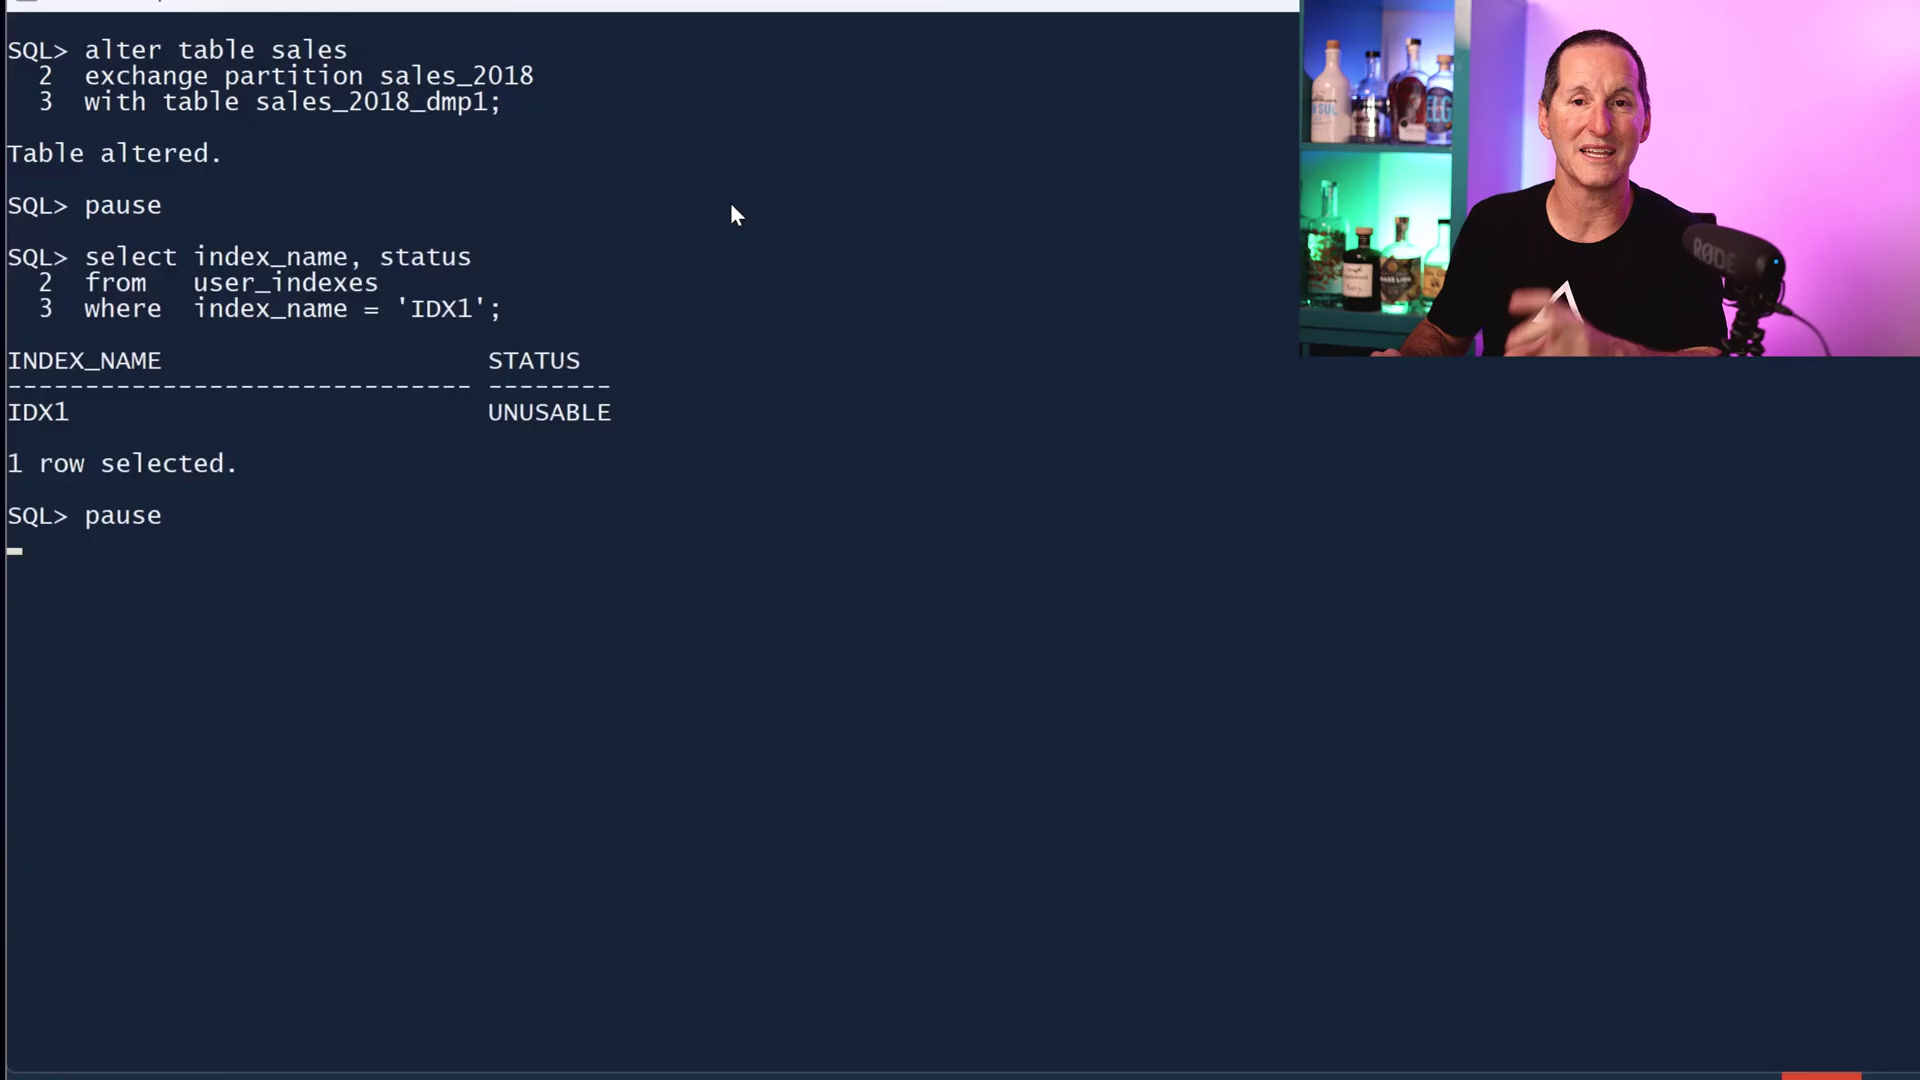 SQL> alter table sales
2 exchange partition sales_2018
3 with table sales_2018_dmp1;
Table altered.
SQL> pause
SQL> select index_name, status
2 from user_indexes
3 where index_name = 'IDX1';
INDEX_NAME STATUS
------------------------------ --------
IDX1 UNUSABLE
1 row selected.
SQL> pause
RØDE